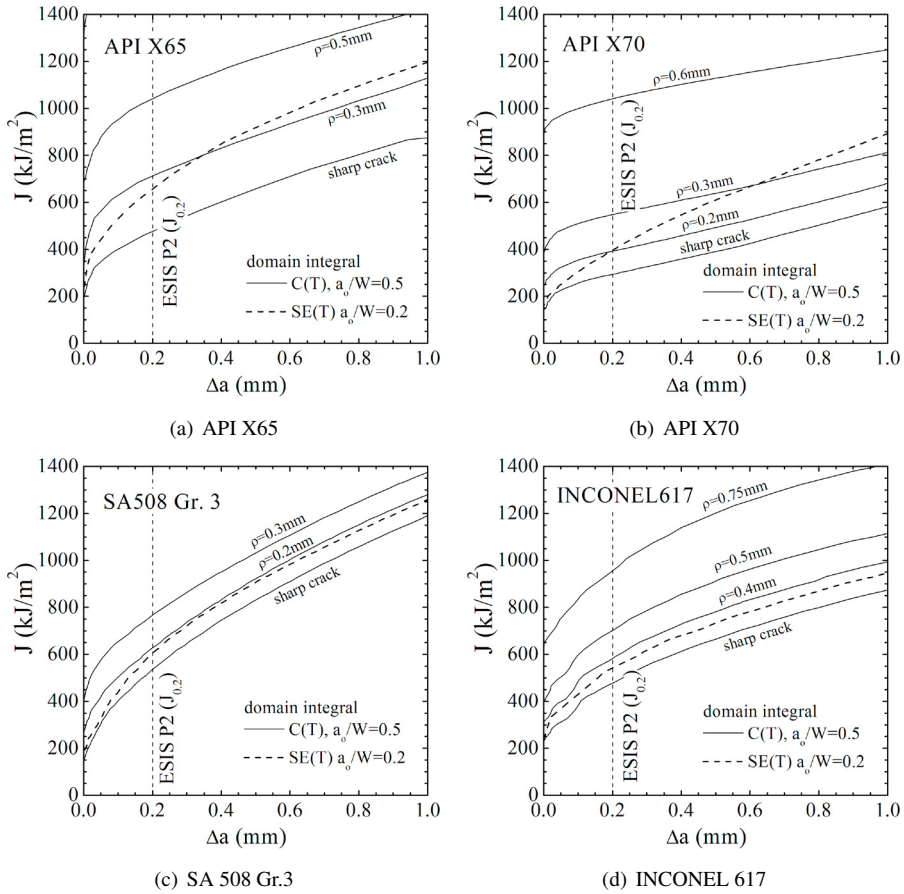 API X65
ρ=0.5mm
ρ=0.3mm
sharp crack
ESIS P2 (J0.2)
domain integral
C(T), ao/W=0.5
SE(T) ao/W=0.2
J (kJ/m2)
1400
1200
1000
800
600
400
200
0
0.0 0.2 0.4 0.6 0.8 1.0
Δa (mm)
(a) API X65
API X70
ρ=0.6mm
ρ=0.3mm
ρ=0.2mm
sharp crack
ESIS P2 (J0.2)
domain integral
C(T), ao/W=0.5
SE(T) ao/W=0.2
J (kJ/m2)
1400
1200
1000
800
600
400
200
0
0.0 0.2 0.4 0.6 0.8 1.0
Δa (mm)
(b) API X70
SA508 Gr. 3
ρ=0.3mm
ρ=0.2mm
sharp crack
ESIS P2 (J0.2)
domain integral
C(T), ao/W=0.5
SE(T) ao/W=0.2
J (kJ/m2)
1400
1200
1000
800
600
400
200
0
0.0 0.2 0.4 0.6 0.8 1.0
Δa (mm)
(c) SA 508 Gr.3
INCONEL617
ρ=0.75mm
ρ=0.5mm
ρ=0.4mm
sharp crack
ESIS P2 (J0.2)
domain integral
C(T), ao/W=0.5
SE(T) ao/W=0.2
J (kJ/m2)
1400
1200
1000
800
600
400
200
0
0.0 0.2 0.4 0.6 0.8 1.0
Δa (mm)
(d) INCONEL 617